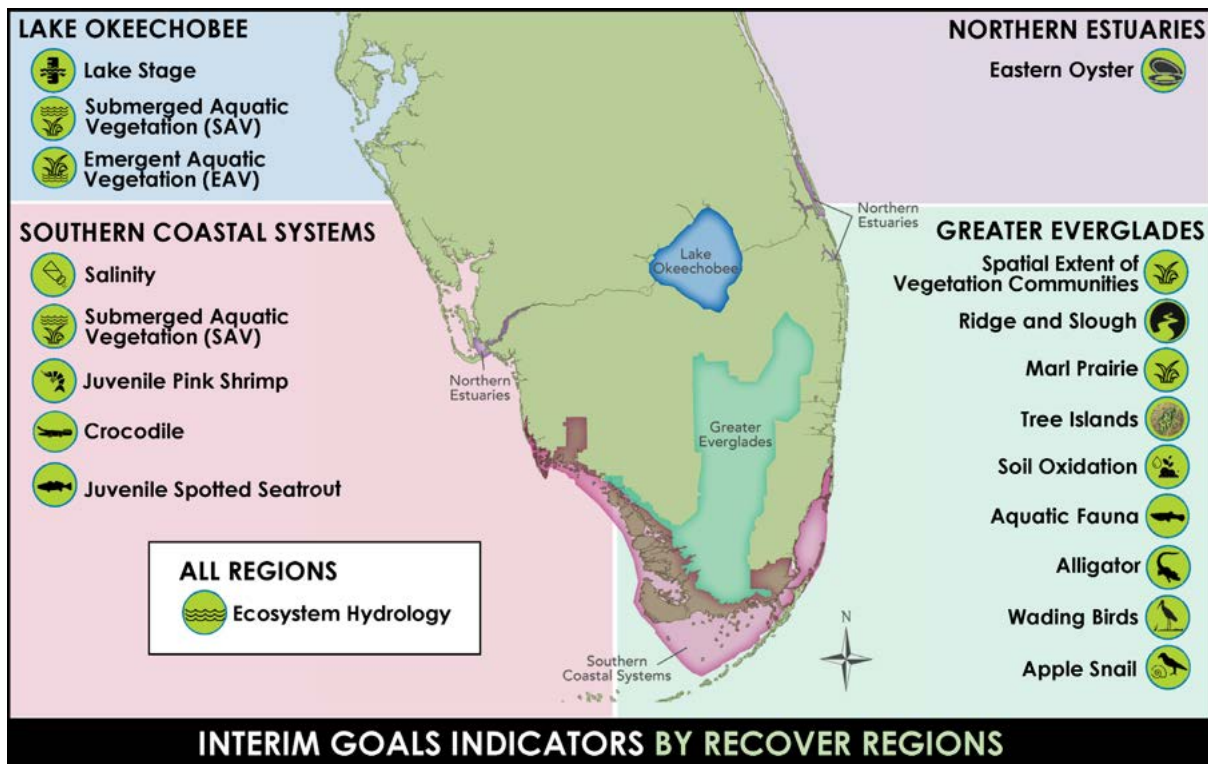 LAKE OKEECHOBEE
Lake Stage
Submerged Aquatic
Vegetation (SAV)
Emergent Aquatic
Vegetation (EAV)
NORTHERN ESTUARIES
Eastern Oyster
SOUTHERN COASTAL SYSTEMS
Salinity
Submerged Aquatic
Vegetation (SAV)
Juvenile Pink Shrimp
Crocodile
Juvenile Spotted Seatrout
ALL REGIONS
Ecosystem Hydrology
Northern
Estuaries
Lake
Okeechobee
Northern
Estuaries
Greater
Everglades
Southern
Coastal Systems
N
GREATER EVERGLADES
Spatial Extent of
Vegetation Communities
Ridge and Slough
Marl Prairie
Tree Islands
Soil Oxidation
Aquatic Fauna
Alligator
Wading Birds
Apple Snail
INTERIM GOALS INDICATORS BY RECOVER REGIONS